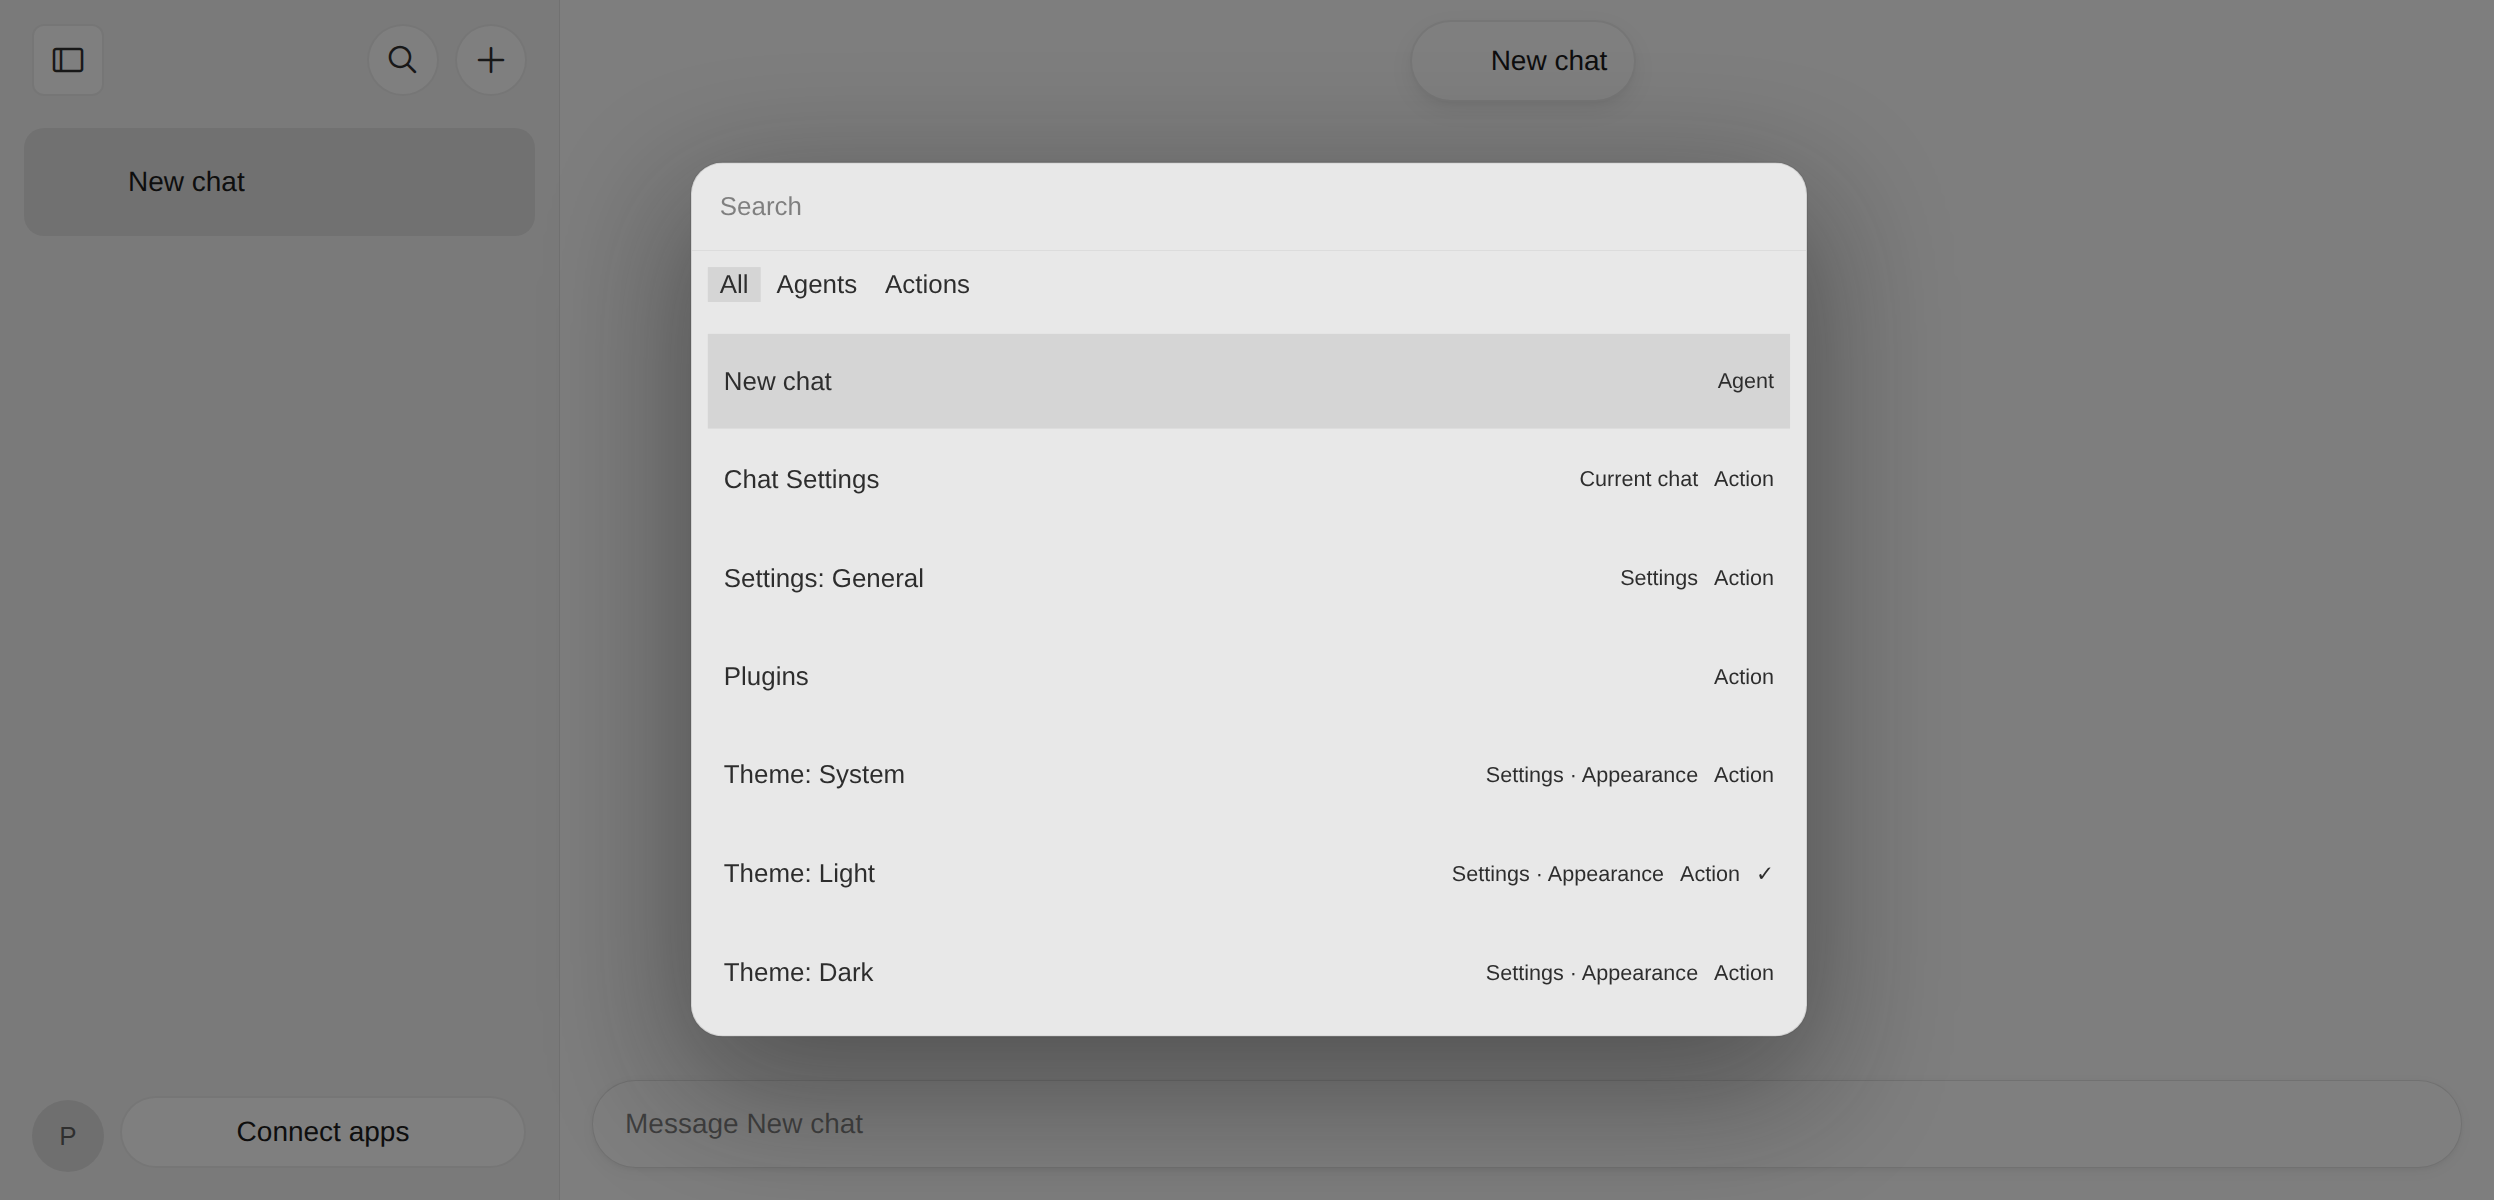 New chat
New chat
Search
All Agents Actions
New chat Agent
Chat Settings Current chat Action
Settings: General Settings Action
Plugins Action
Theme: System Settings · Appearance Action
Theme: Light Settings · Appearance Action ✓
Theme: Dark Settings · Appearance Action
Message New chat
P Connect apps